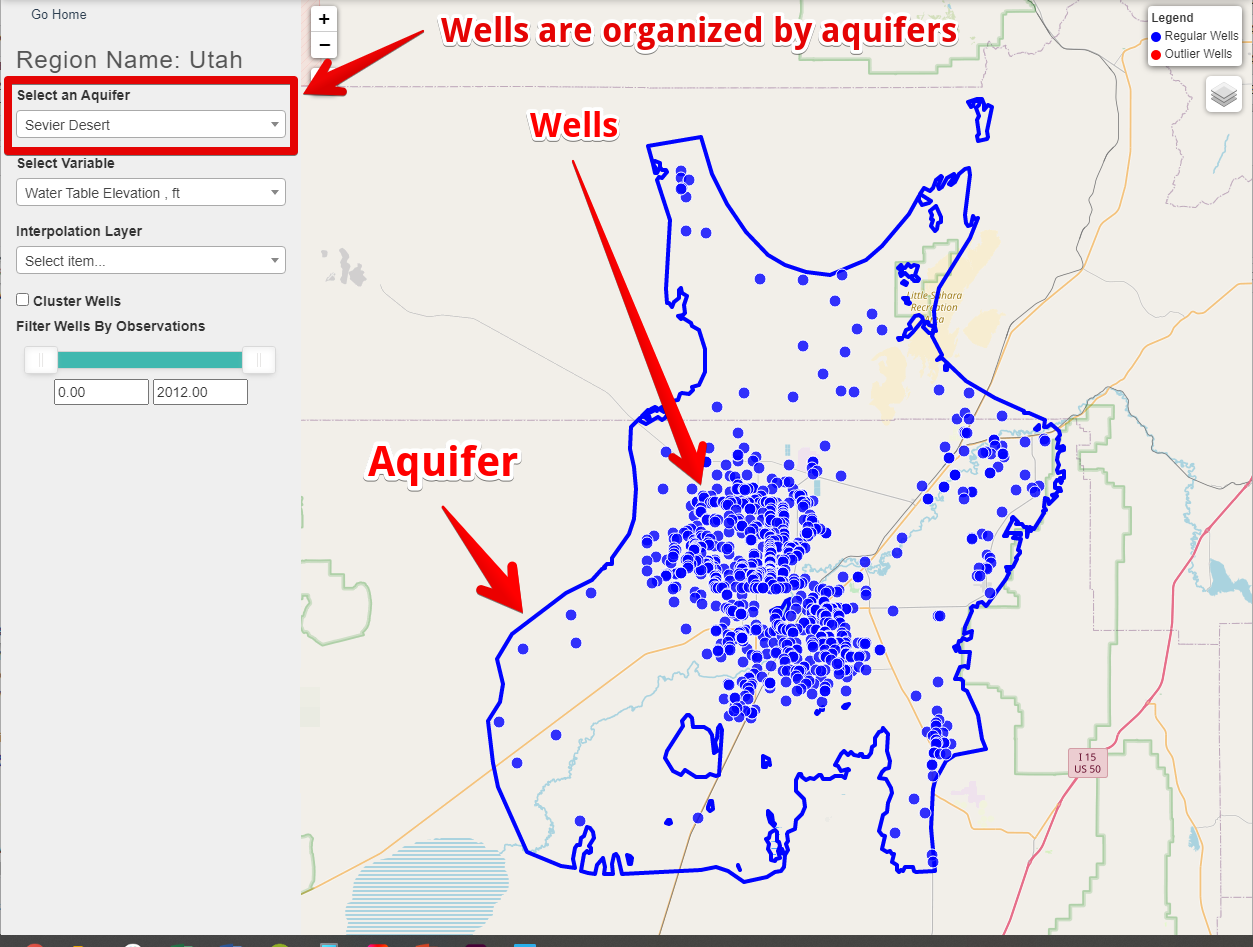 Go Home
Region Name: Utah
Select an Aquifer
Sevier Desert
Select Variable
Water Table Elevation , ft
Interpolation Layer
Select item...
Cluster Wells
Filter Wells By Observations
0.00 2012.00
+
−
Wells are organized by aquifers
Wells
Aquifer
Legend
Regular Wells
Outlier Wells
Little Sahara
Recreation
Area
I 15
US 50